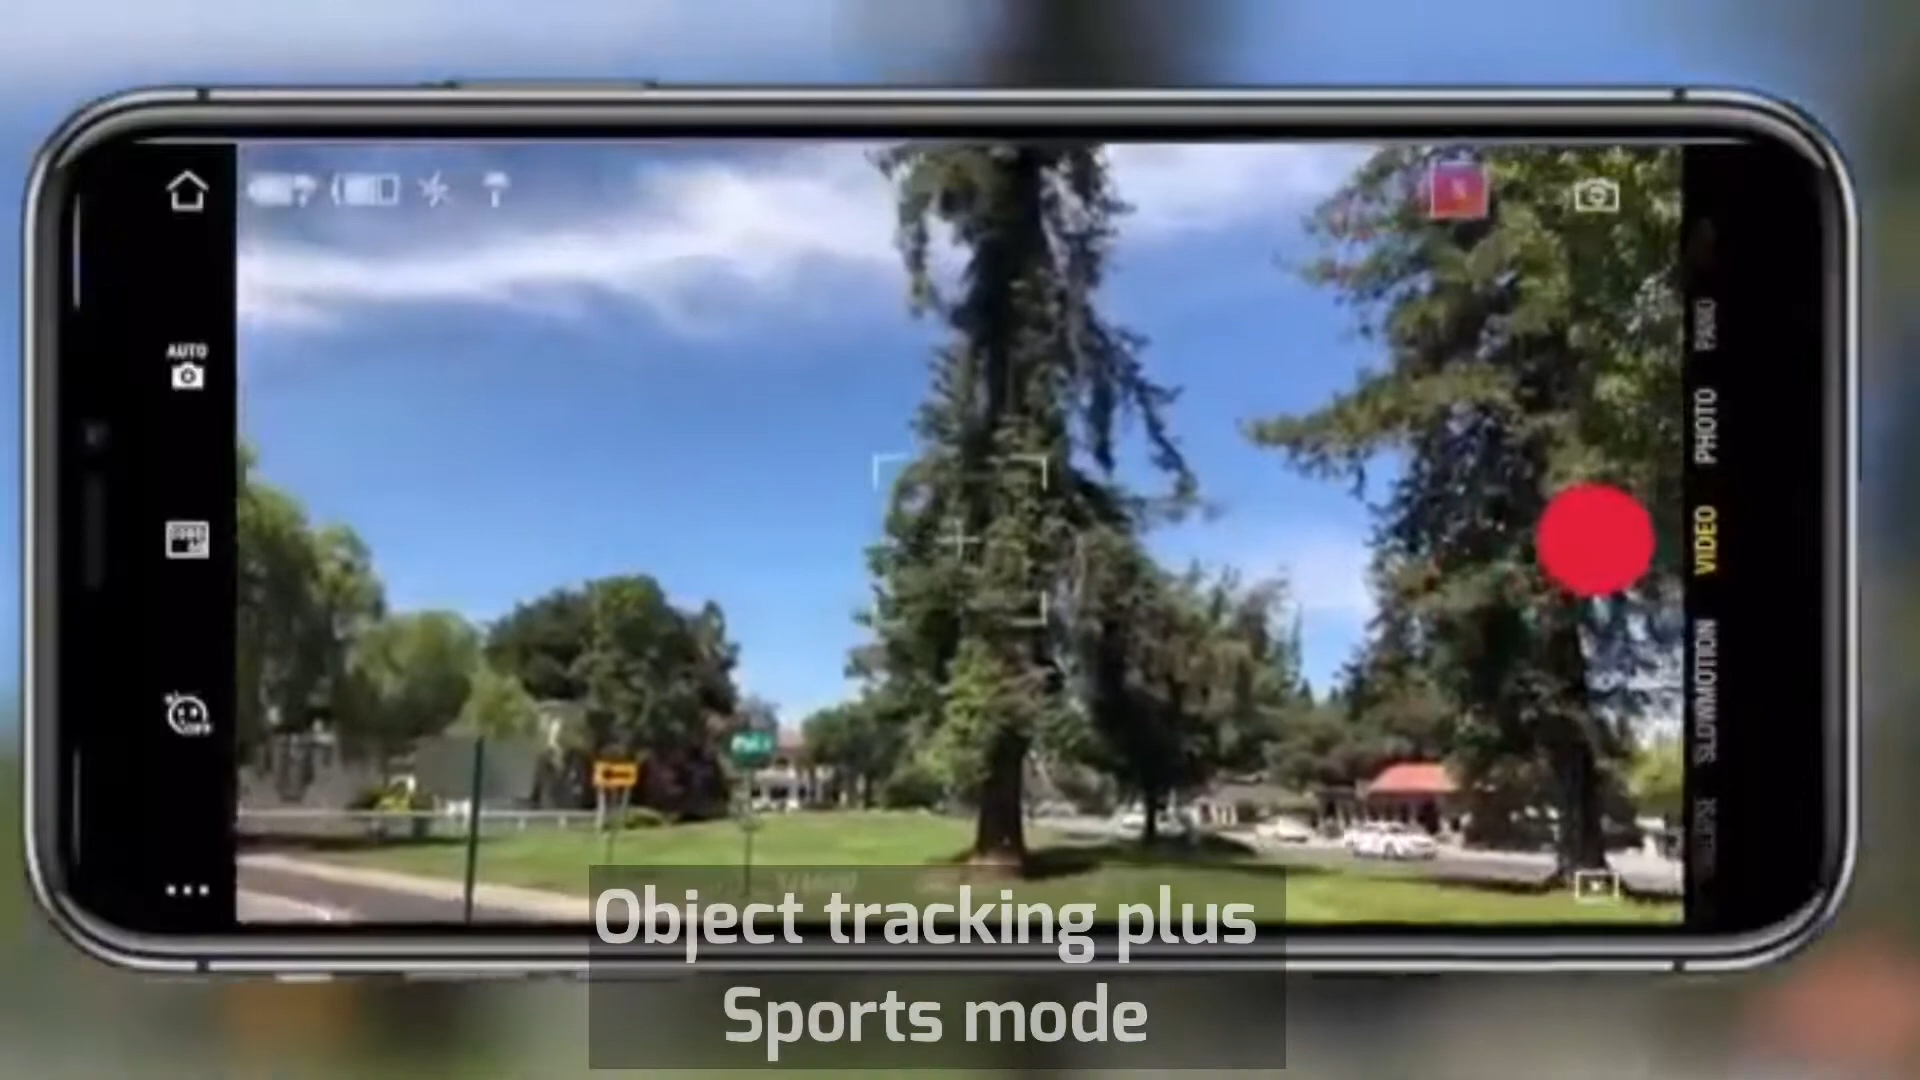 AUTO
PANO
PHOTO
VIDEO
SLOWMOTION
Object tracking plus
Sports mode